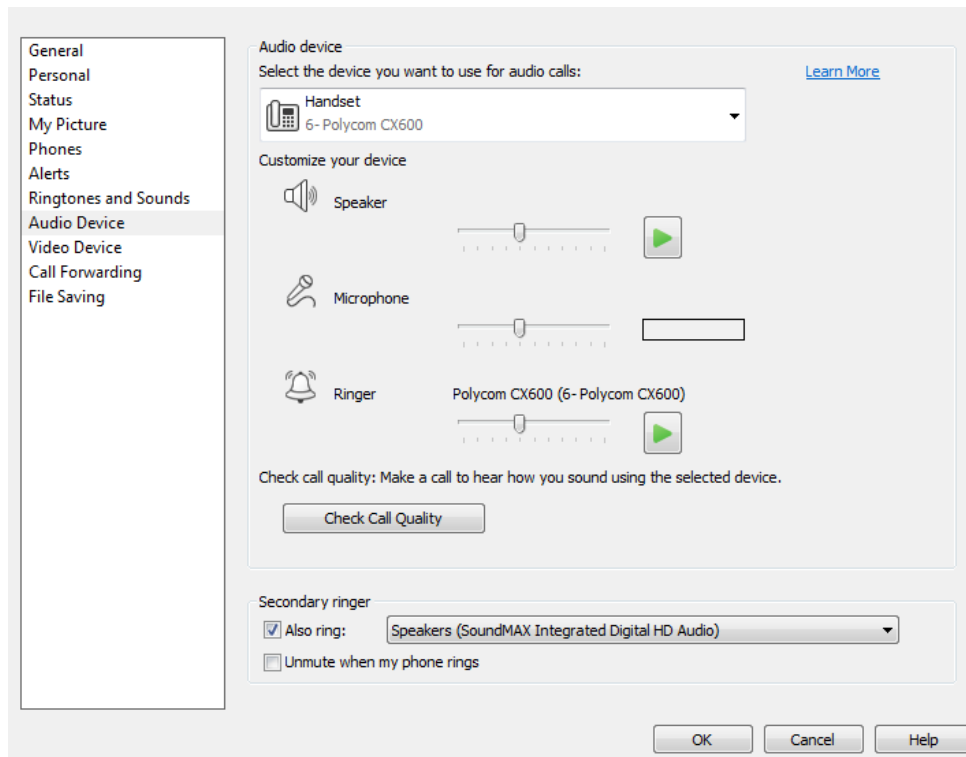 General
Personal
Status
My Picture
Phones
Alerts
Ringtones and Sounds
Audio Device
Video Device
Call Forwarding
File Saving
Audio device
Select the device you want to use for audio calls:
Learn More
Handset
6- Polycom CX600
Customize your device
Speaker
Microphone
Ringer
Polycom CX600 (6- Polycom CX600)
Check call quality: Make a call to hear how you sound using the selected device.
Check Call Quality
Secondary ringer
Also ring:
Speakers (SoundMAX Integrated Digital HD Audio)
Unmute when my phone rings
OK
Cancel
Help